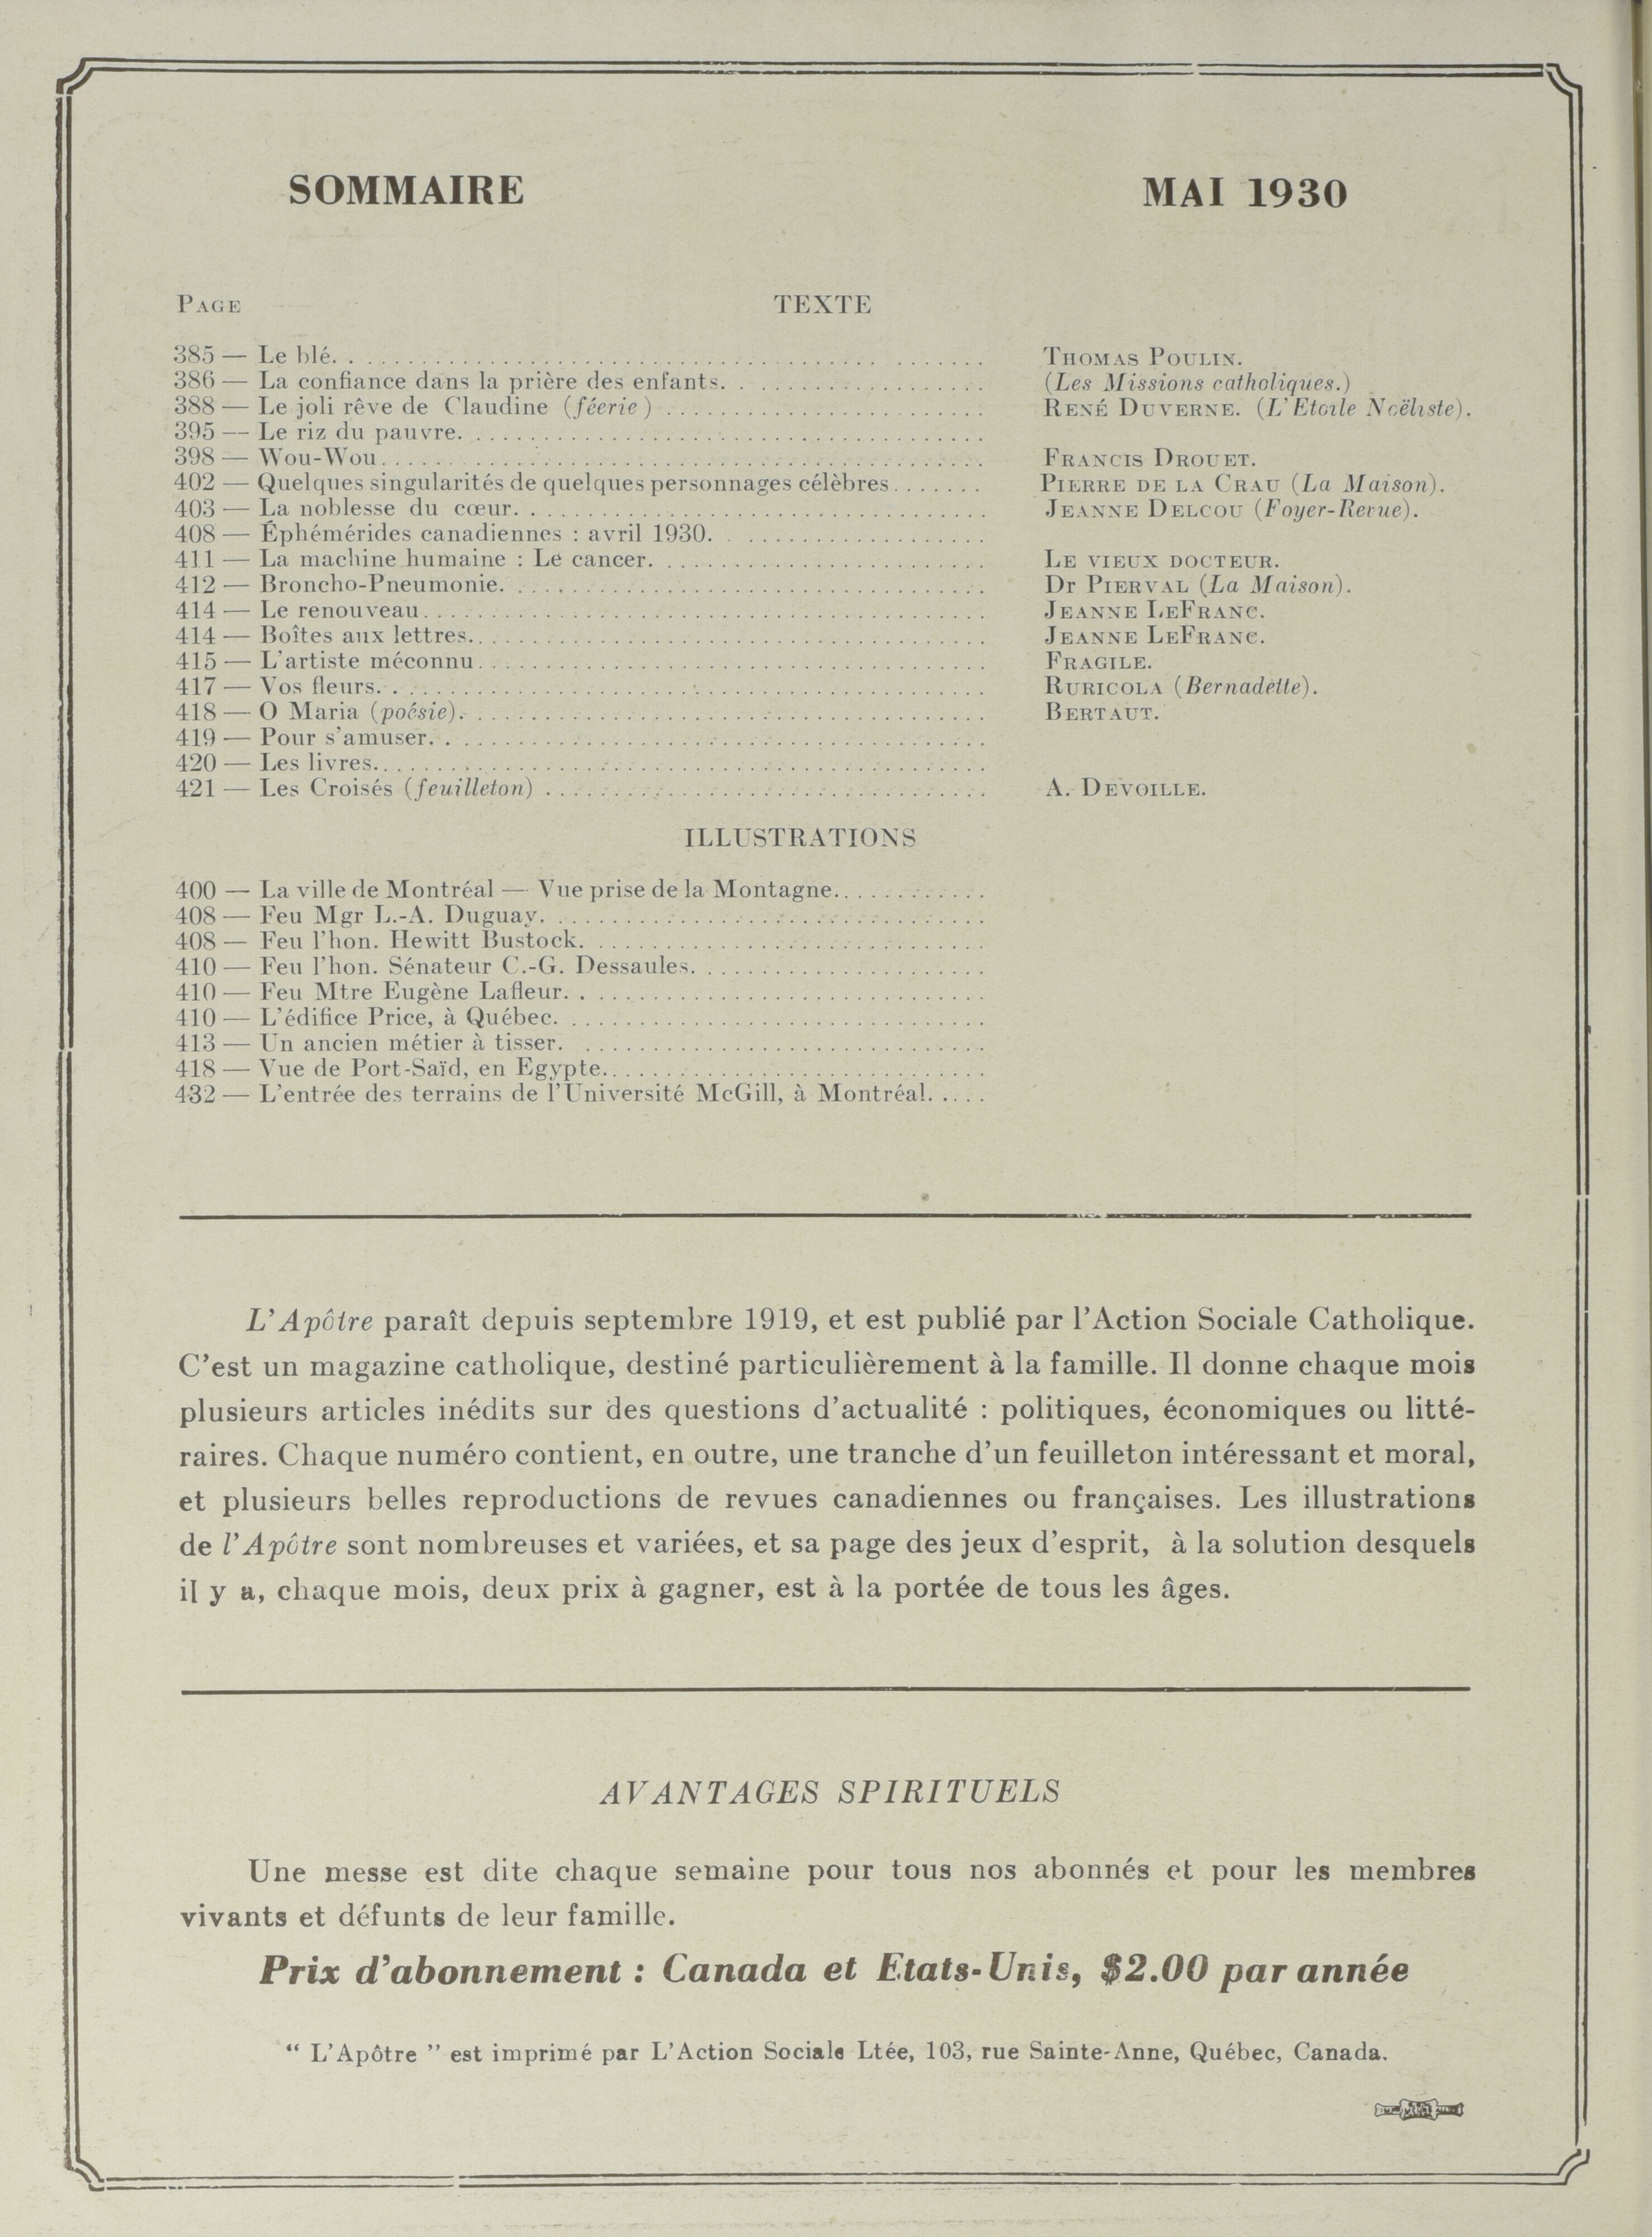 SOMMAIRE MAI 1930
PAGE TEXTE
385 — Le blé. . . . . . . . . . THOMAS POULIN.
386 — La confiance dans la prière des enfants. . . . . . . . . . (Les Missions catholiques.)
388 — Le joli rêve de Claudine (féerie) . . . . . . . . . . RENÉ DUVERNE. (L'Etoile Noëliste).
395 — Le riz du pauvre. . . . . . . . . .
398 — Wou-Wou. . . . . . . . . . FRANCIS DROUET.
402 — Quelques singularités de quelques personnages célèbres. . . . . . . PIERRE DE LA CRAU (La Maison).
403 — La noblesse du cœur. . . . . . . . . . JEANNE DELCOU (Foyer-Revue).
408 — Éphémérides canadiennes : avril 1930. . . . . . . . . .
411 — La machine humaine : Le cancer. . . . . . . . . . LE VIEUX DOCTEUR.
412 — Broncho-Pneumonie. . . . . . . . . . Dr PIERVAL (La Maison).
414 — Le renouveau. . . . . . . . . . JEANNE LEFRANC.
414 — Boîtes aux lettres. . . . . . . . . . JEANNE LEFRANC.
415 — L'artiste méconnu. . . . . . . . . . FRAGILE.
417 — Vos fleurs. . . . . . . . . . RURICOLA (Bernadette).
418 — O Maria (poésie). . . . . . . . . . BERTAUT.
419 — Pour s'amuser. . . . . . . . . .
420 — Les livres. . . . . . . . . .
421 — Les Croisés (feuilleton) . . . . . . . . . . A. DEVOILLE.
ILLUSTRATIONS
400 — La ville de Montréal — Vue prise de la Montagne. . . . . . . . . .
408 — Feu Mgr L.-A. Duguay. . . . . . . . . .
408 — Feu l'hon. Hewitt Bustock. . . . . . . . . .
410 — Feu l'hon. Sénateur C.-G. Dessaules. . . . . . . . . .
410 — Feu Mtre Eugène Lafleur. . . . . . . . . .
410 — L'édifice Price, à Québec. . . . . . . . . .
413 — Un ancien métier à tisser. . . . . . . . . .
418 — Vue de Port-Saïd, en Egypte. . . . . . . . . .
432 — L'entrée des terrains de l'Université McGill, à Montréal. . . . .
L'Apôtre paraît depuis septembre 1919, et est publié par l'Action Sociale Catholique.
C'est un magazine catholique, destiné particulièrement à la famille. Il donne chaque mois
plusieurs articles inédits sur des questions d'actualité : politiques, économiques ou litté-
raires. Chaque numéro contient, en outre, une tranche d'un feuilleton intéressant et moral,
et plusieurs belles reproductions de revues canadiennes ou françaises. Les illustrations
de l'Apôtre sont nombreuses et variées, et sa page des jeux d'esprit, à la solution desquels
il y a, chaque mois, deux prix à gagner, est à la portée de tous les âges.
AVANTAGES SPIRITUELS
Une messe est dite chaque semaine pour tous nos abonnés et pour les membres
vivants et défunts de leur famille.
Prix d'abonnement : Canada et Etats-Unis, $2.00 par année
“ L'Apôtre ” est imprimé par L'Action Sociale Ltée, 103, rue Sainte-Anne, Québec, Canada.